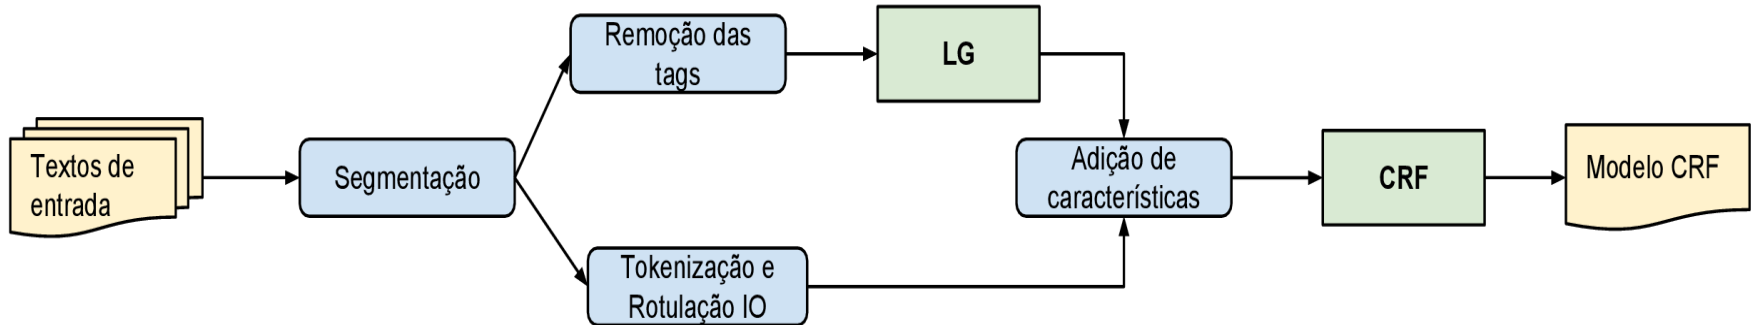 Remoção das
tags
LG
Textos de
entrada
Segmentação
Adição de
características
CRF
Modelo CRF
Tokenização e
Rotulação IO